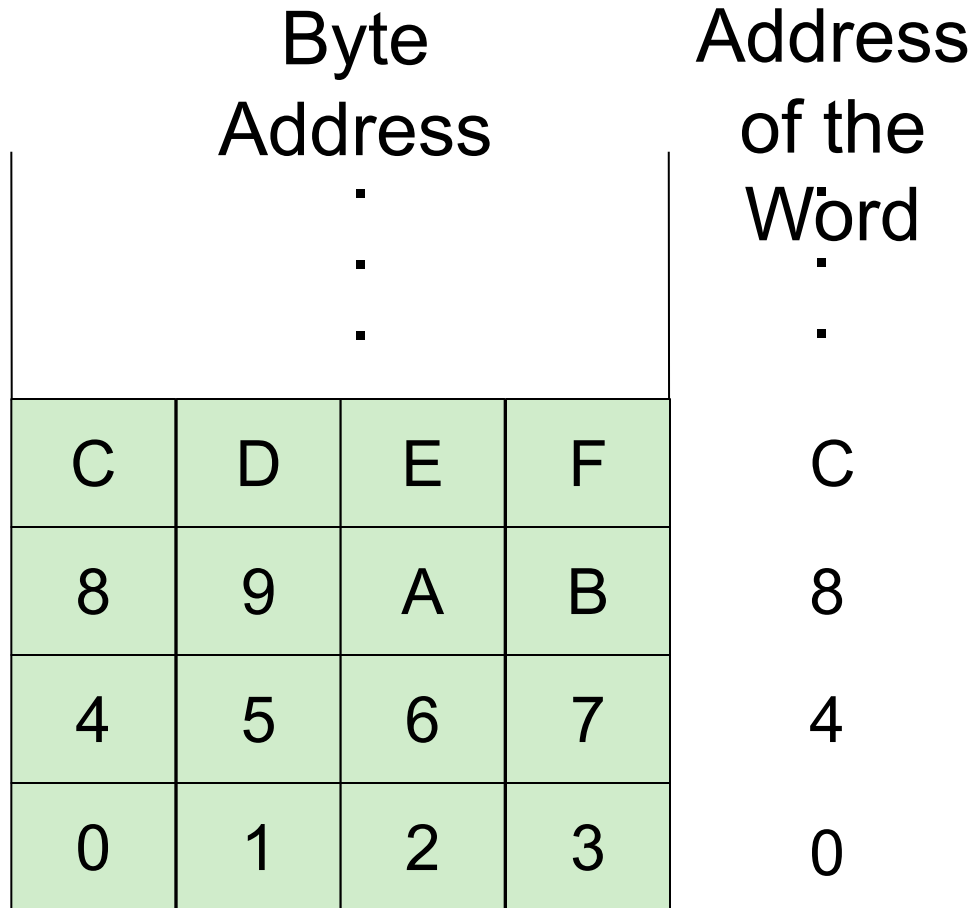 Byte Address
Address of the Word
. .
. .
. .
C D E F C
8 9 A B 8
4 5 6 7 4
0 1 2 3 0